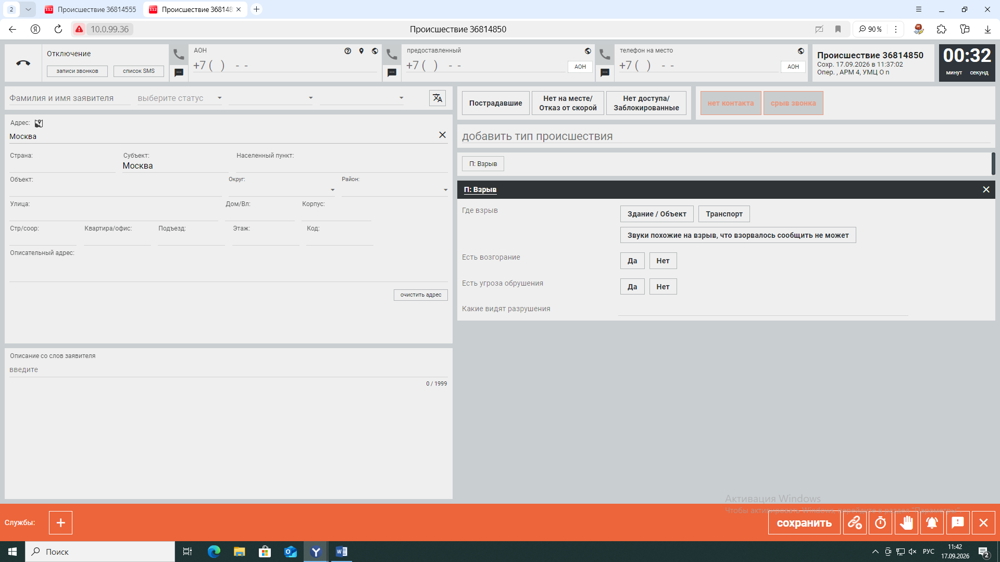 2
Происшествие 36814555
Происшествие 368148
10.0.99.36
Происшествие 36814850
90 %
Отключение
записи звонков
список SMS
АОН
+7 ( ) - -
предоставленный
+7 ( ) - -
АОН
телефон на место
+7 ( ) - -
АОН
Происшествие 36814850
Сохр. 17.09.2026 в 11:37:02
Опер. , АРМ 4, УМЦ О п
00:32
минут
секунд
Фамилия и имя заявителя
выберите статус
Пострадавшие
Нет на месте/
Отказ от скорой
Нет доступа/
Заблокированные
нет контакта
срыв звонка
Адрес:
Москва
Страна:
Субъект:
Москва
Населенный пункт:
Объект:
Округ:
Район:
Улица:
Дом/Вл:
Корпус:
Стр/соор:
Квартира/офис:
Подъезд:
Этаж:
Код:
Описательный адрес:
очистить адрес
Описание со слов заявителя
введите
0 / 1999
добавить тип происшествия
П: Взрыв
П: Взрыв
Где взрыв
Здание / Объект
Транспорт
Звуки похожие на взрыв, что взорвалось сообщить не может
Есть возгорание
Да
Нет
Есть угроза обрушения
Да
Нет
Какие видят разрушения
Активация Windows
Чтобы активировать Windows, перейдите в раздел "Параметры".
Службы:
сохранить
Поиск
РУС
11:42
17.09.2026
2